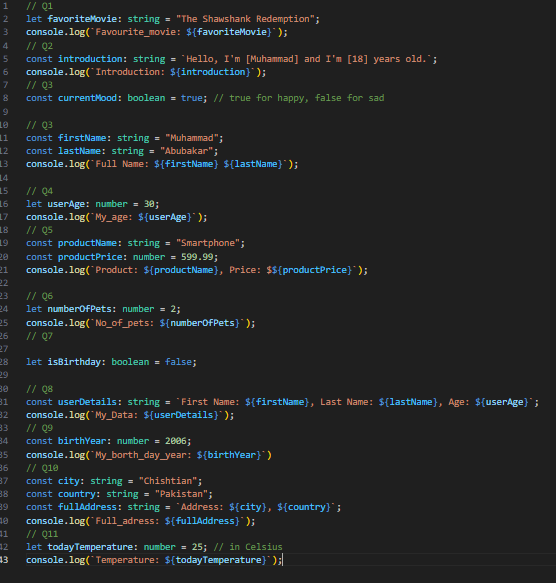 1 // Q1
2 let favoriteMovie: string = "The Shawshank Redemption";
3 console.log(`Favourite_movie: ${favoriteMovie}`);
4 // Q2
5 const introduction: string = `Hello, I'm [Muhammad] and I'm [18] years old.`;
6 console.log(`Introduction: ${introduction}`);
7 // Q3
8 const currentMood: boolean = true; // true for happy, false for sad
9
10 // Q3
11 const firstName: string = "Muhammad";
12 const lastName: string = "Abubakar";
13 console.log(`Full Name: ${firstName} ${lastName}`);
14
15 // Q4
16 let userAge: number = 30;
17 console.log(`My_age: ${userAge}`);
18 // Q5
19 const productName: string = "Smartphone";
20 const productPrice: number = 599.99;
21 console.log(`Product: ${productName}, Price: $${productPrice}`);
22
23 // Q6
24 let numberOfPets: number = 2;
25 console.log(`No_of_pets: ${numberOfPets}`);
26 // Q7
27
28 let isBirthday: boolean = false;
29
30 // Q8
31 const userDetails: string = `First Name: ${firstName}, Last Name: ${lastName}, Age: ${userAge}`;
32 console.log(`My_Data: ${userDetails}`);
33 // Q9
34 const birthYear: number = 2006;
35 console.log(`My_borth_day_year: ${birthYear}`)
36 // Q10
37 const city: string = "Chishtian";
38 const country: string = "Pakistan";
39 const fullAddress: string = `Address: ${city}, ${country}`;
40 console.log(`Full_adress: ${fullAddress}`);
41 // Q11
42 let todayTemperature: number = 25; // in Celsius
43 console.log(`Temperature: ${todayTemperature}`);